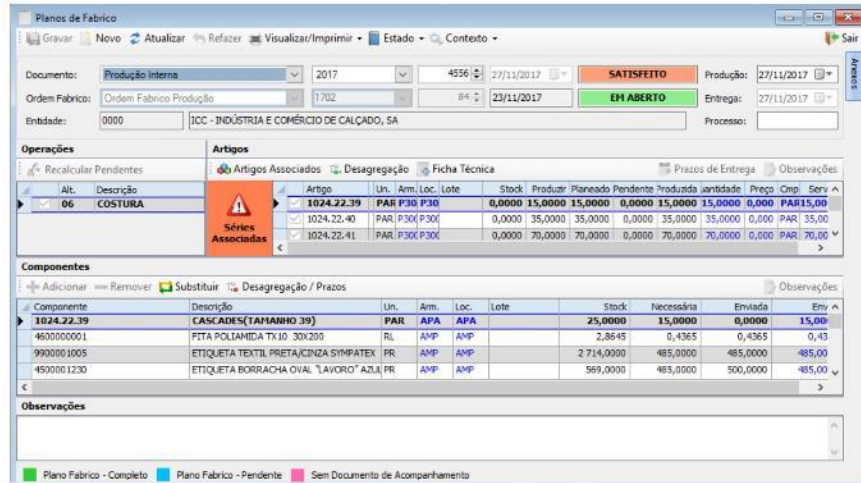 Planos de Fabrico
Gravar Novo Atualizar Refazer Visualizar/Imprimir Estado Contexto Sair
Documento: Produção Interna 2017 4556 27/11/2017 SATISFEITO Produção: 27/11/2017
Ordem Fabrico: Ordem Fabrico Produção 1702 84 23/11/2017 EM ABERTO Entrega: 27/11/2017
Entidade: 0000 ICC - INDÚSTRIA E COMÉRCIO DE CALÇADO, SA Processo:
Anexos
Operações Artigos
Recalcular Pendentes Artigos Associados Desagregação Ficha Técnica Prazos de Entrega Observações
Alt. Descrição
06 COSTURA
Séries
Associadas
Artigo Un. Arm. Loc. Lote Stock Produzir Planeado Pendente Produzida antidade Preço Cmp Serv
1024.22.39 PAR P30 P30 0,0000 15,0000 15,0000 0,0000 15,0000 15,0000 0,000 PAR 15,00
1024.22.40 PAR P30( P30( 0,0000 35,0000 35,0000 0,0000 35,0000 35,0000 0,000 PAR 35,00
1024.22.41 PAR P30( P30( 0,0000 70,0000 70,0000 0,0000 70,0000 70,0000 0,000 PAR 70,00
Componentes
Adicionar Remover Substituir Desagregação / Prazos Observações
Componente Descrição Un. Arm. Loc. Lote Stock Necessária Enviada Env
1024.22.39 CASCADES(TAMANHO 39) PAR APA APA 25,0000 15,0000 0,0000 15,00
4600000001 FITA POLIAMIDA TX10 30X200 RL AMP AMP 2,8645 0,4365 0,4365 0,43
9900001005 ETIQUETA TEXTIL PRETA/CINZA SYMPATEX PR AMP AMP 2 714,0000 485,0000 485,0000 485,00
4500001230 ETIQUETA BORRACHA OVAL "LAVORO" AZUL PR AMP AMP 569,0000 485,0000 500,0000 485,00
Observações
Plano Fabrico - Completo Plano Fabrico - Pendente Sem Documento de Acompanhamento